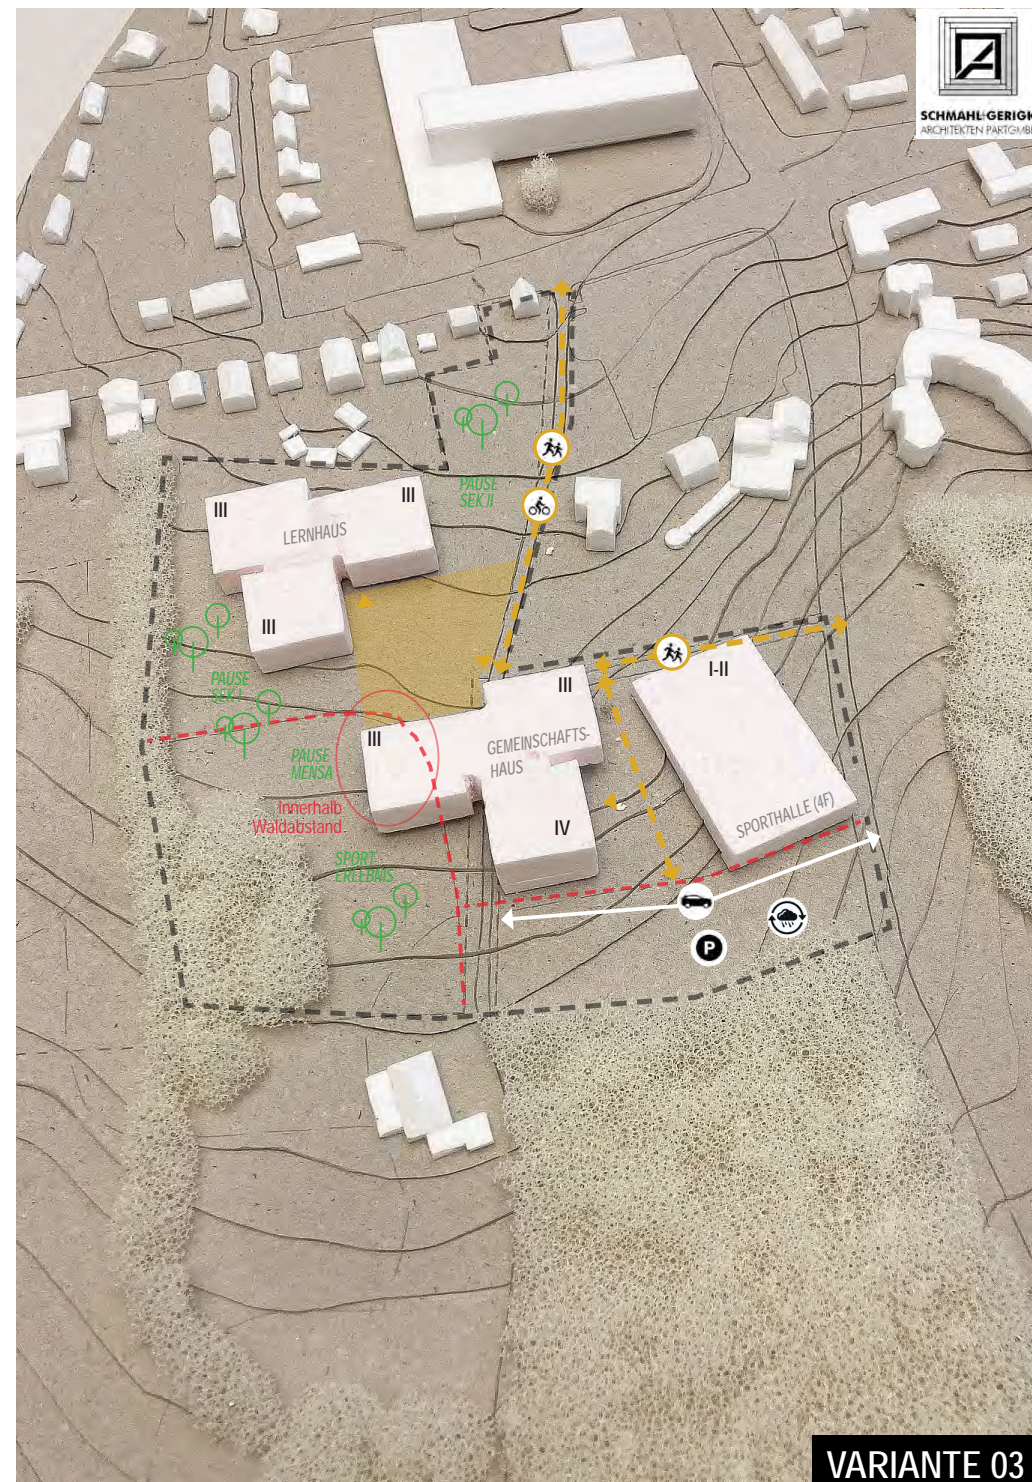 SCHMAHL+GERIGK
ARCHITEKTEN PARTGMBB
PAUSE
SEK II
III
III
LERNHAUS
III
PAUSE
SEK I
III
I-II
III
GEMEINSCHAFTS-
HAUS
PAUSE
MENSA
Innerhalb
Waldabstand
SPORTHALLE (4F)
IV
SPORT
ERLEBNIS
P
VARIANTE 03